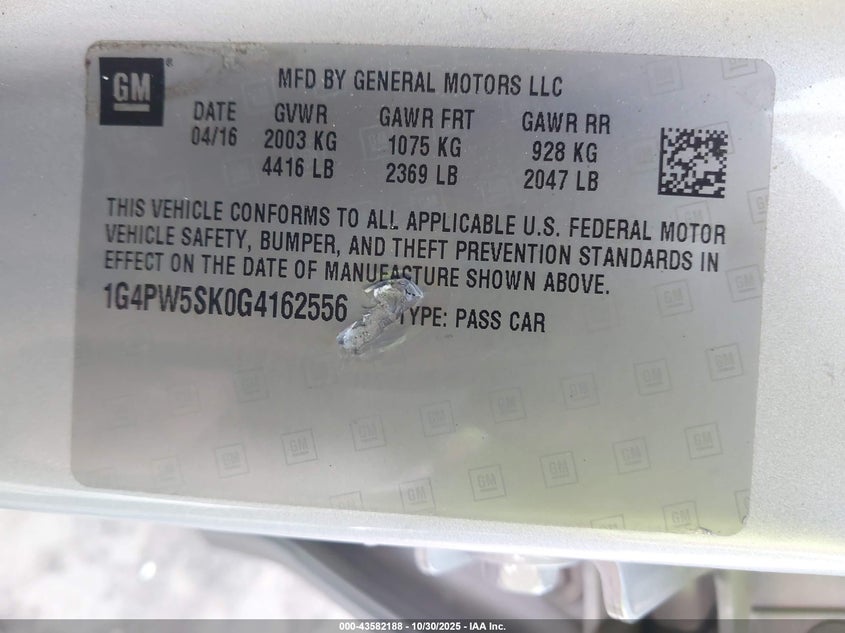 GM ®
MFD BY GENERAL MOTORS LLC
DATE GVWR GAWR FRT GAWR RR
04/16 2003 KG 1075 KG 928 KG
4416 LB 2369 LB 2047 LB
THIS VEHICLE CONFORMS TO ALL APPLICABLE U.S. FEDERAL MOTOR
VEHICLE SAFETY, BUMPER, AND THEFT PREVENTION STANDARDS IN
EFFECT ON THE DATE OF MANUFACTURE SHOWN ABOVE.
1G4PW5SK0G4162556 TYPE: PASS CAR
000-43582188 - 10/30/2025 - IAA Inc.